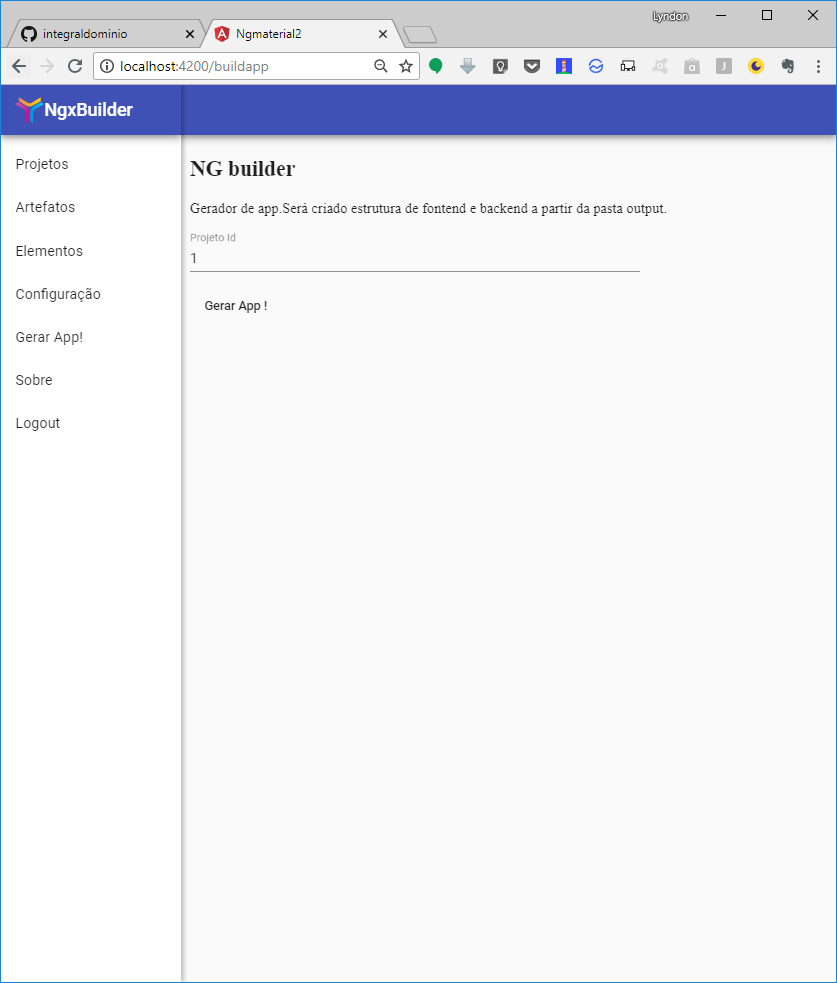 Lyndon
integraldominio
Ngmaterial2
localhost:4200/buildapp
NgxBuilder
Projetos
Artefatos
Elementos
Configuração
Gerar App!
Sobre
Logout
NG builder
Gerador de app.Será criado estrutura de fontend e backend a partir da pasta output.
Projeto Id
1
Gerar App !